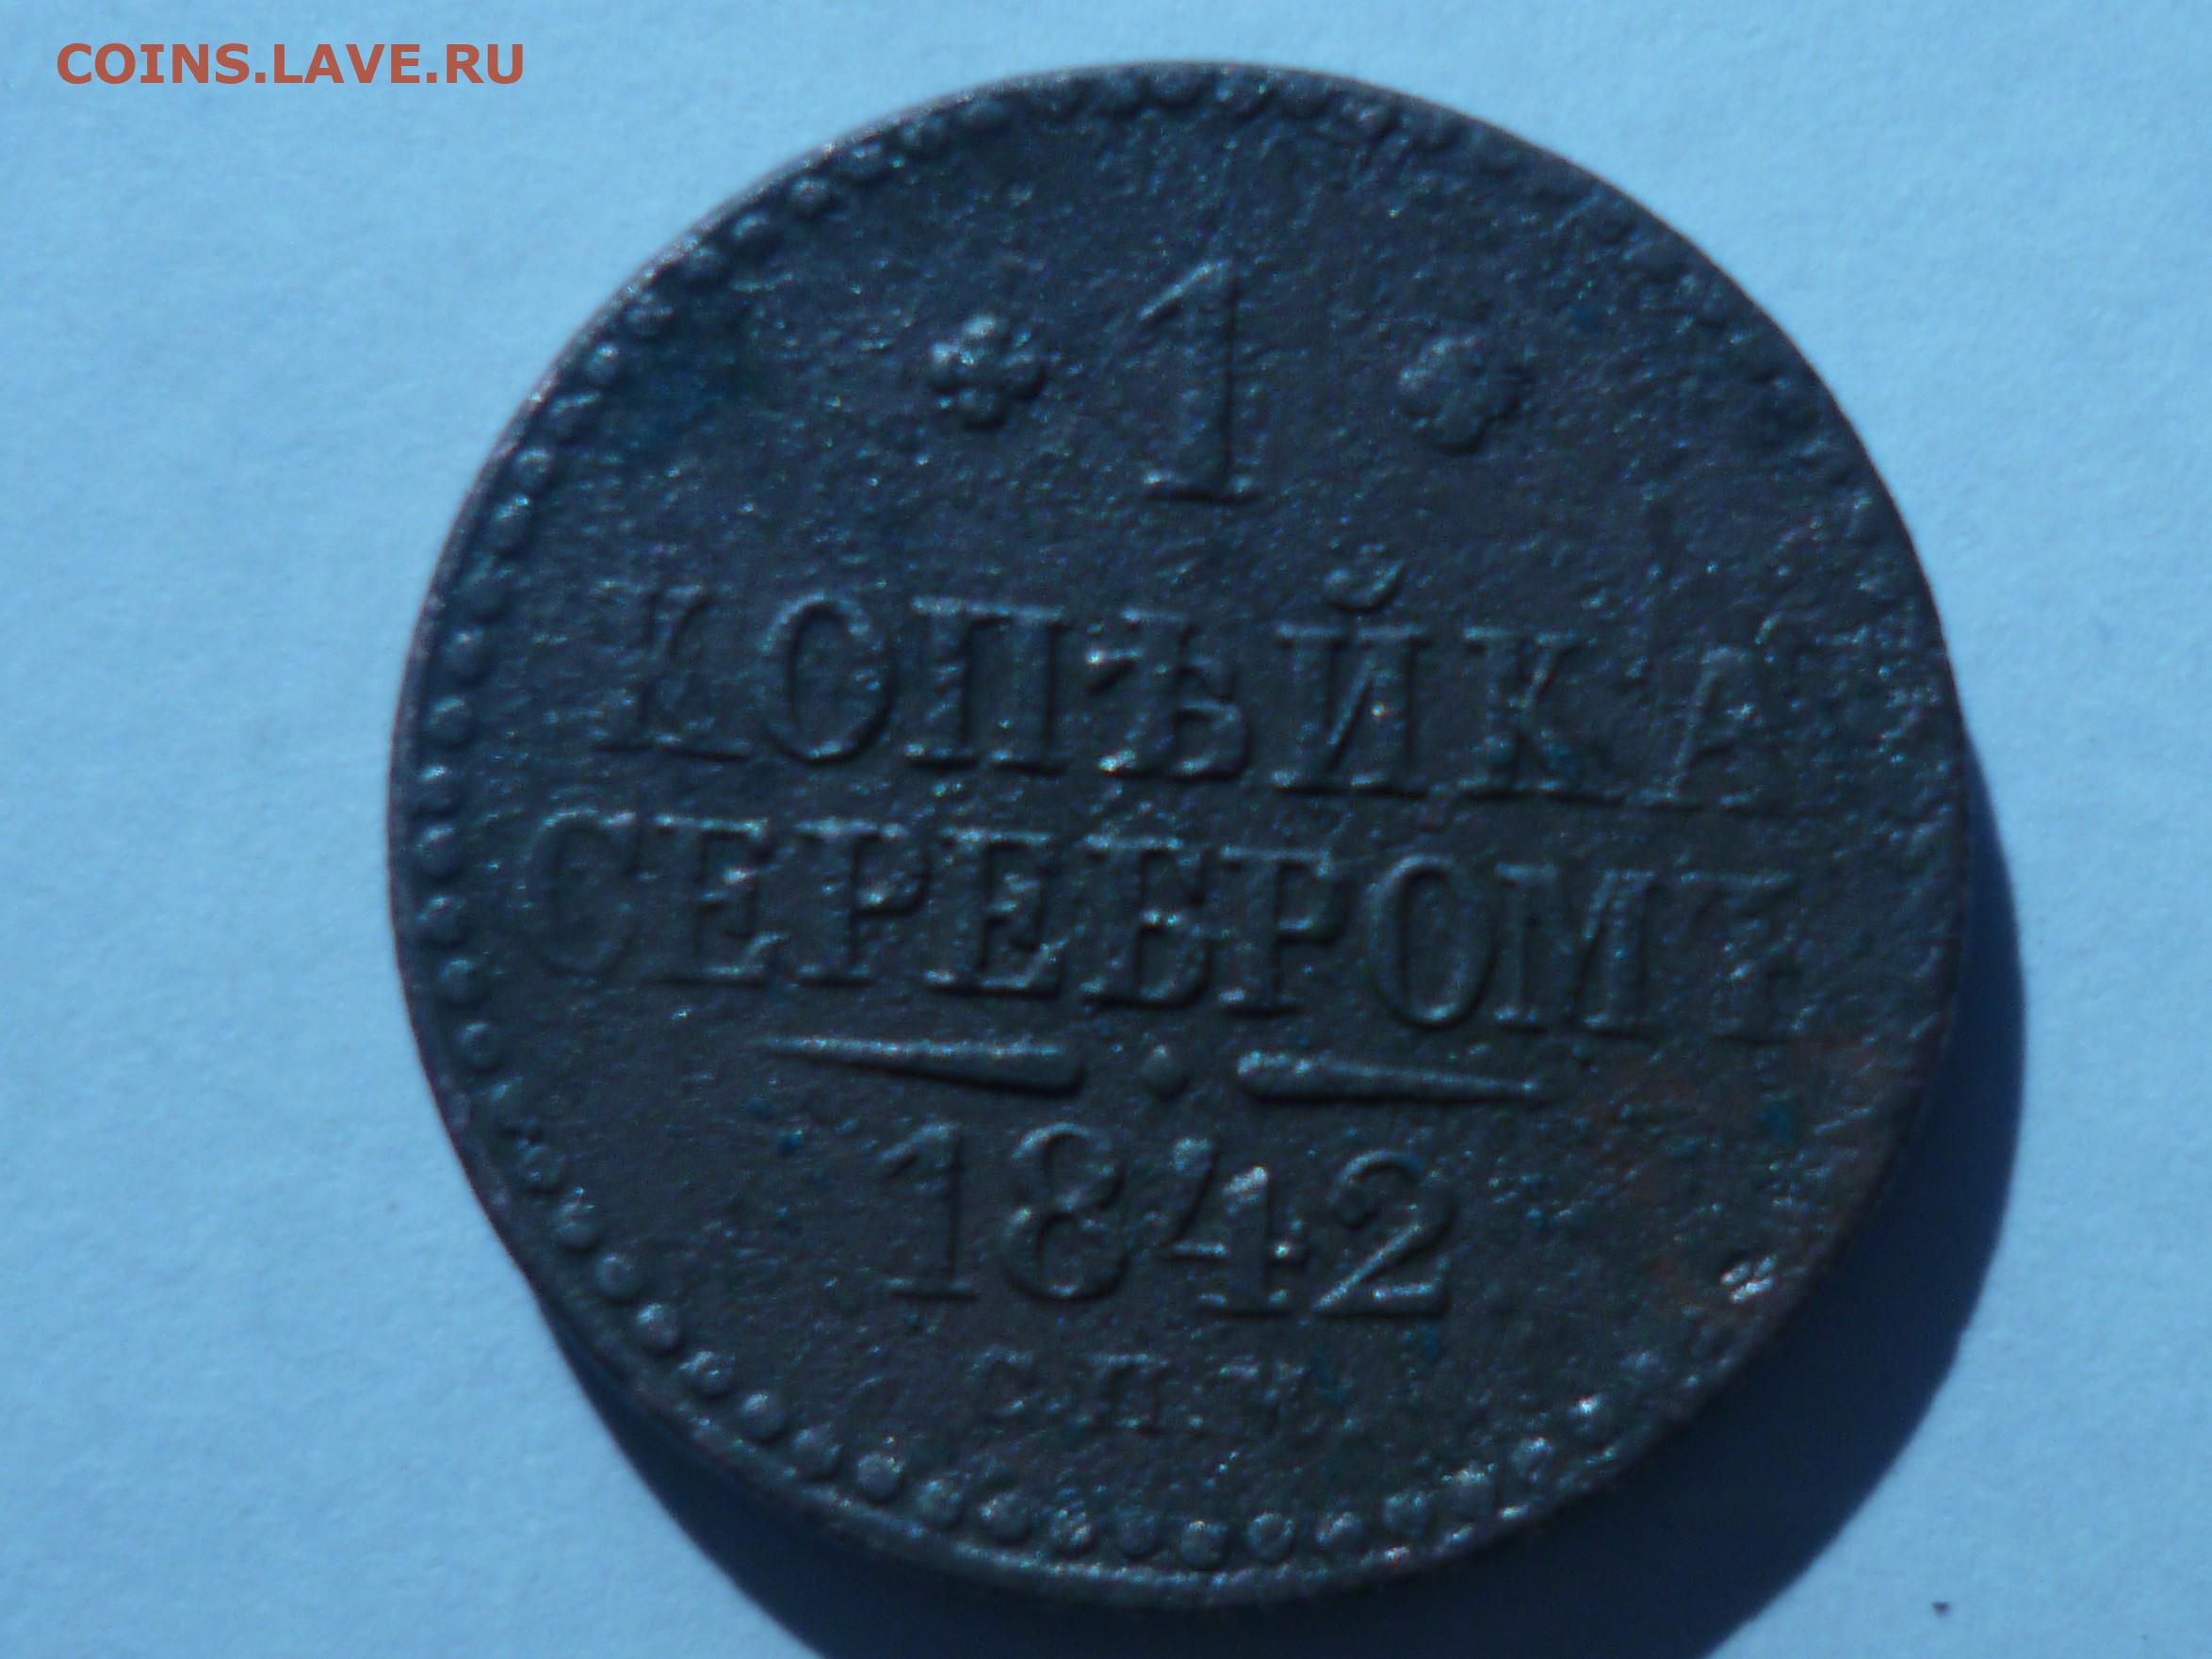 COINS.LAVE.RU
1
КОПѢЙКА
СЕРЕБРОМЪ
1842